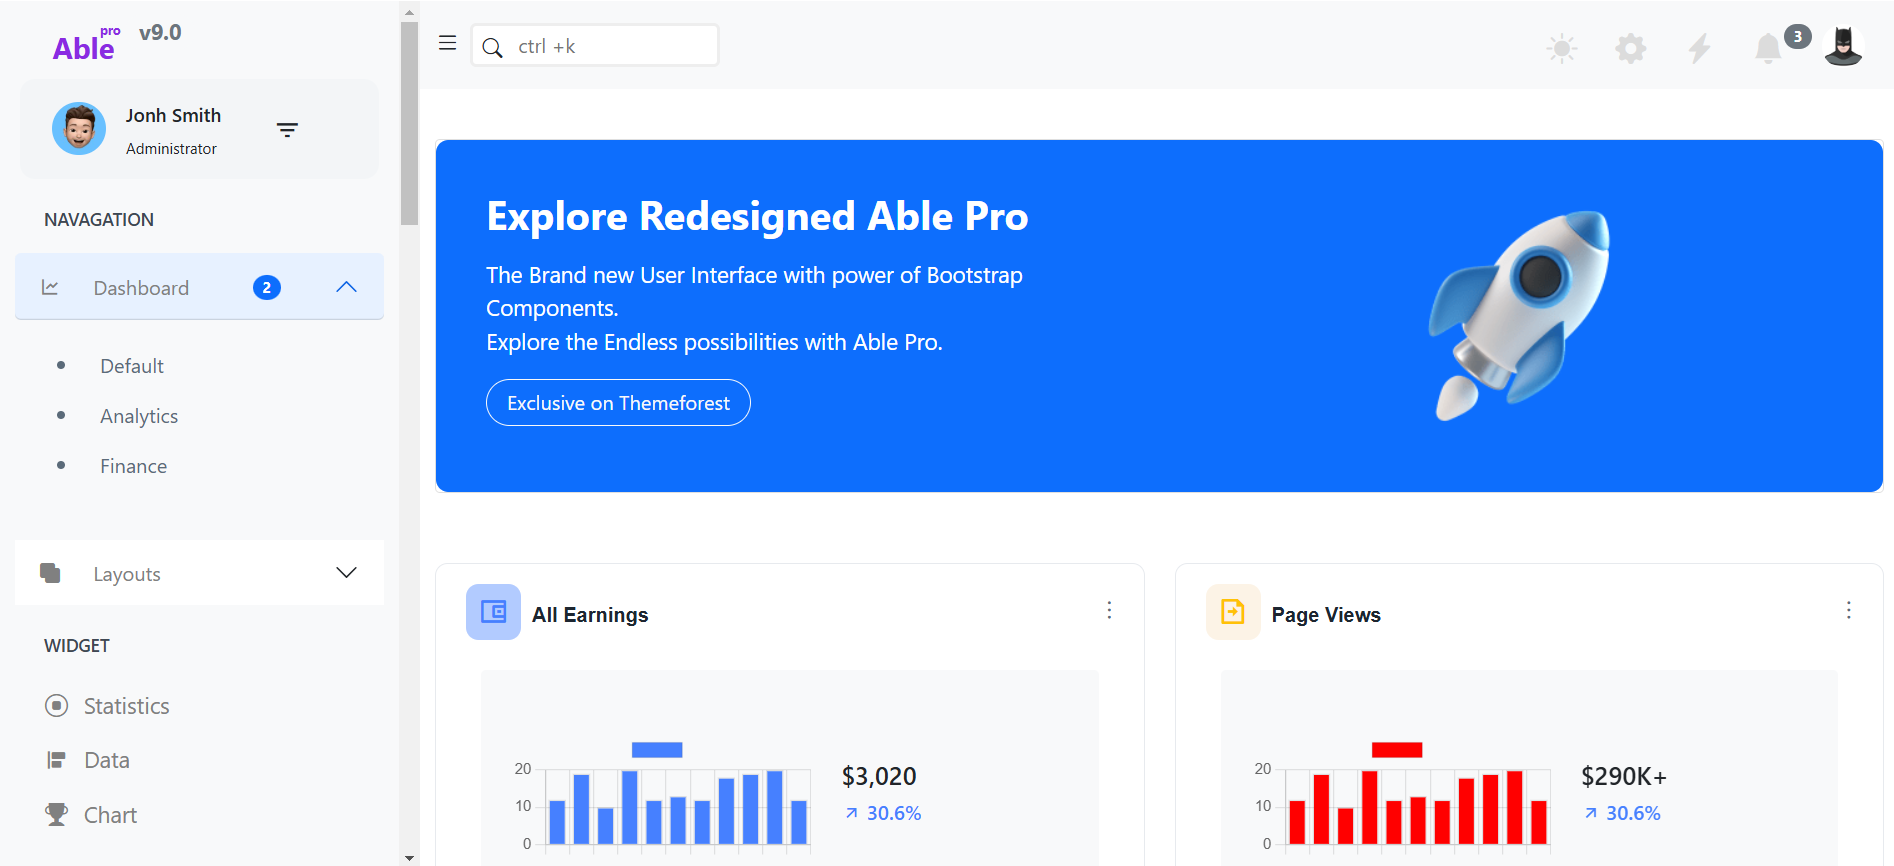 Able pro v9.0
ctrl +k
3
Jonh Smith
Administrator
NAVAGATION
Dashboard 2
Default
Analytics
Finance
Layouts
WIDGET
Statistics
Data
Chart
Explore Redesigned Able Pro
The Brand new User Interface with power of Bootstrap
Components.
Explore the Endless possibilities with Able Pro.
Exclusive on Themeforest
All Earnings
20
10
0
$3,020
30.6%
Page Views
20
10
0
$290K+
30.6%